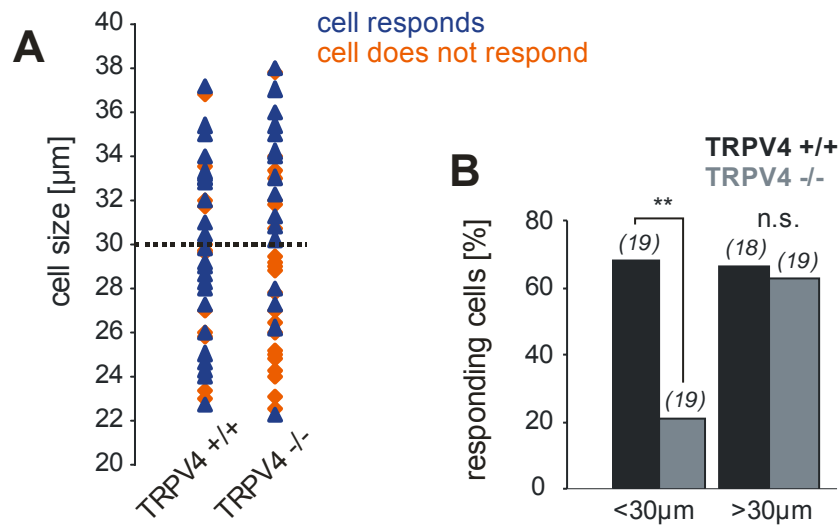 A
cell responds
cell does not respond
cell size [µm]
40
38
36
34
32
30
28
26
24
22
20
TRPV4 +/+
TRPV4 -/-
B
TRPV4 +/+
TRPV4 -/-
responding cells [%]
80
60
40
20
0
**
n.s.
(19)
(19)
(18)
(19)
<30µm
>30µm